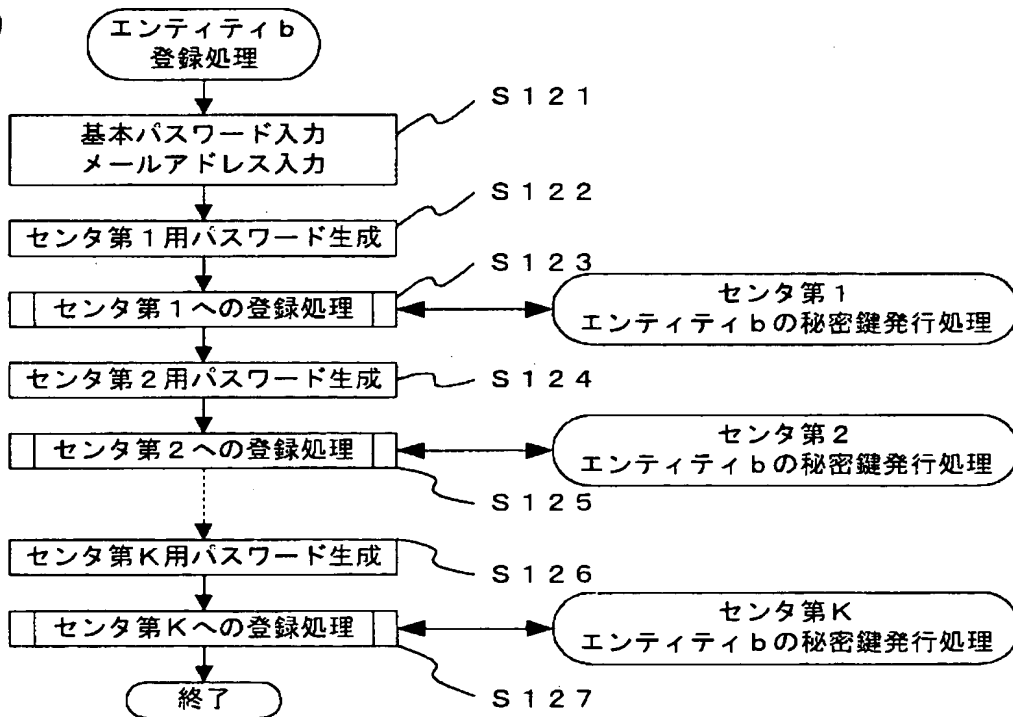 エンティティb
登録処理
S121
基本パスワード入力
メールアドレス入力
S122
センタ第1用パスワード生成
S123
センタ第1への登録処理
センタ第1
エンティティbの秘密鍵発行処理
センタ第2用パスワード生成
S124
センタ第2への登録処理
センタ第2
エンティティbの秘密鍵発行処理
S125
センタ第K用パスワード生成
S126
センタ第Kへの登録処理
センタ第K
エンティティbの秘密鍵発行処理
終了
S127